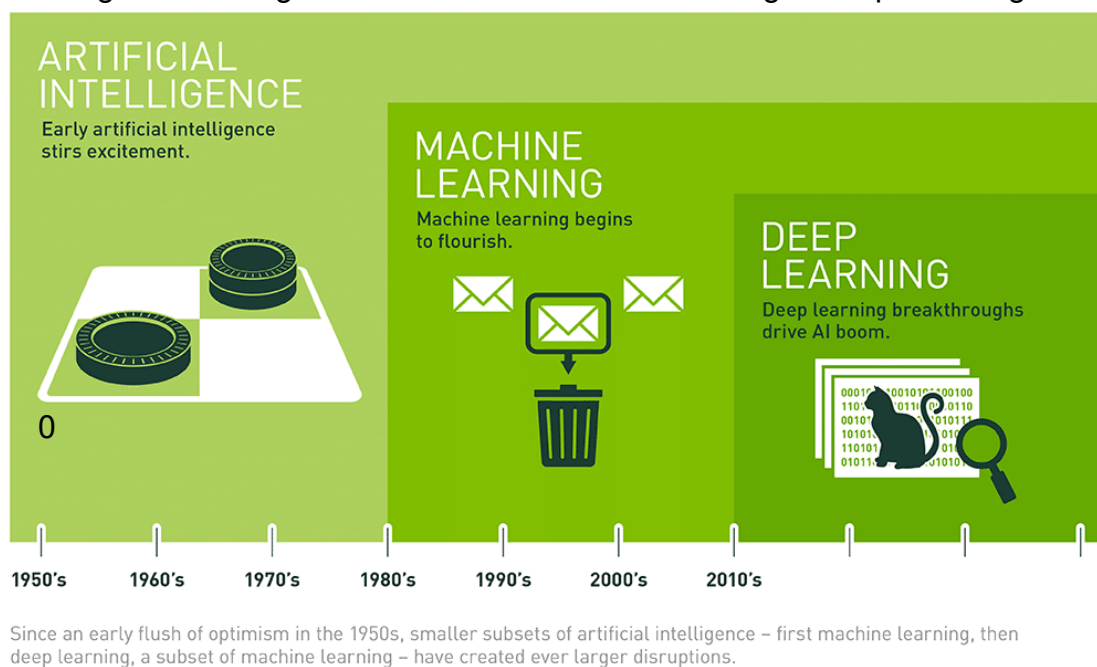 ARTIFICIAL
INTELLIGENCE
Early artificial intelligence
stirs excitement.
MACHINE
LEARNING
Machine learning begins
to flourish.
DEEP
LEARNING
Deep learning breakthroughs
drive AI boom.
0
1950's 1960's 1970's 1980's 1990's 2000's 2010's
Since an early flush of optimism in the 1950s, smaller subsets of artificial intelligence – first machine learning, then
deep learning, a subset of machine learning – have created ever larger disruptions.